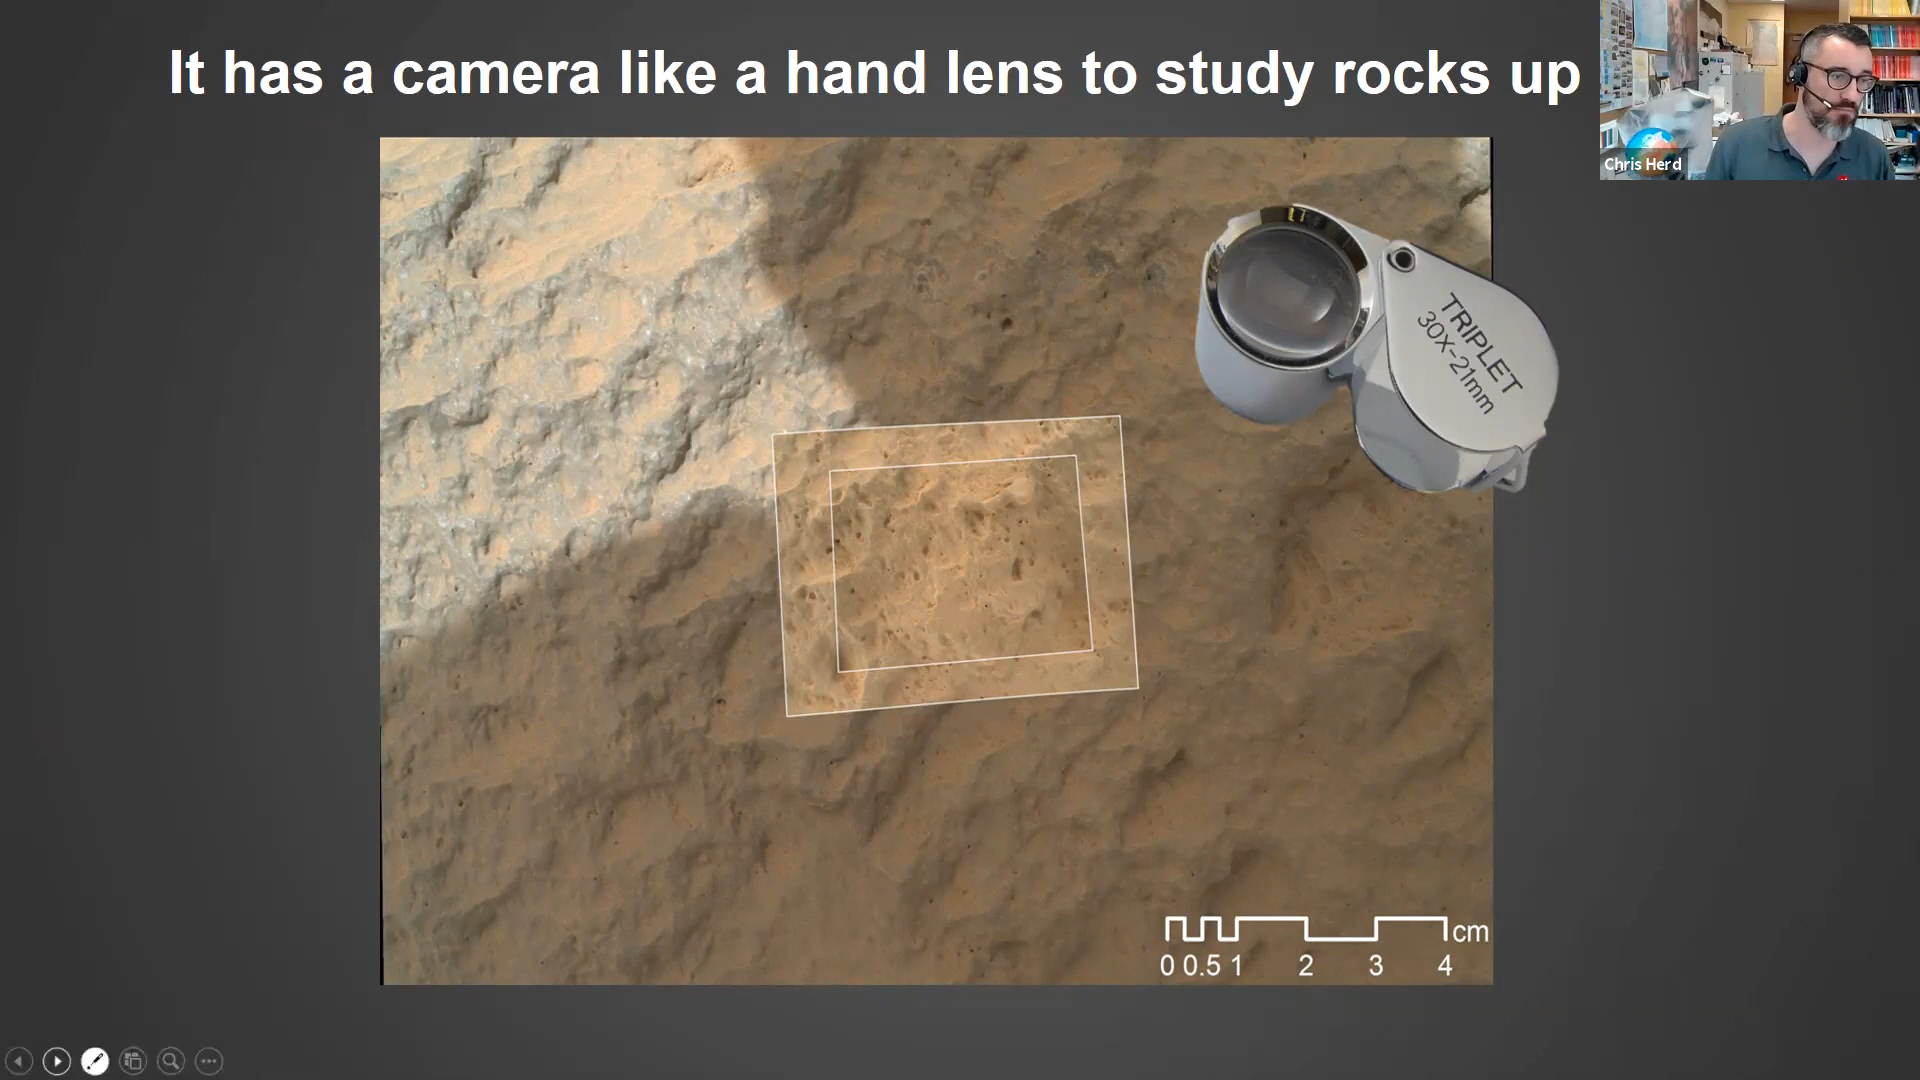 It has a camera like a hand lens to study rocks up
Chris Herd
TRIPLET
30X-21mm
cm
0 0.5 1 2 3 4